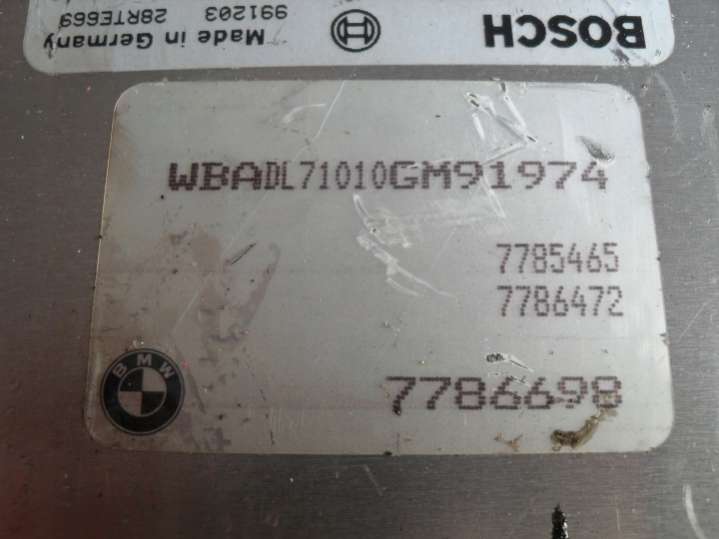 BOSCH
Made in Germany
991203 28RTE669
WBADL71010GM91974
7785465
7786472
BMW
7786698